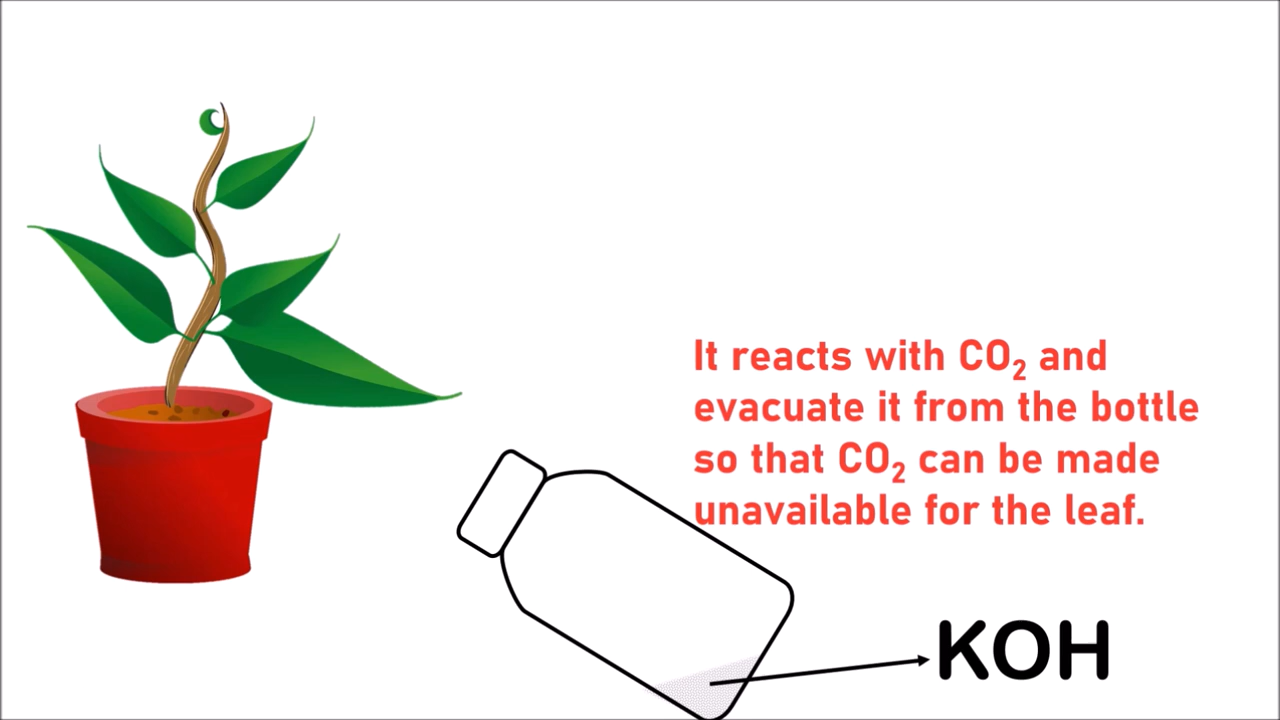 It reacts with CO₂ and
evacuate it from the bottle
so that CO₂ can be made
unavailable for the leaf.
KOH